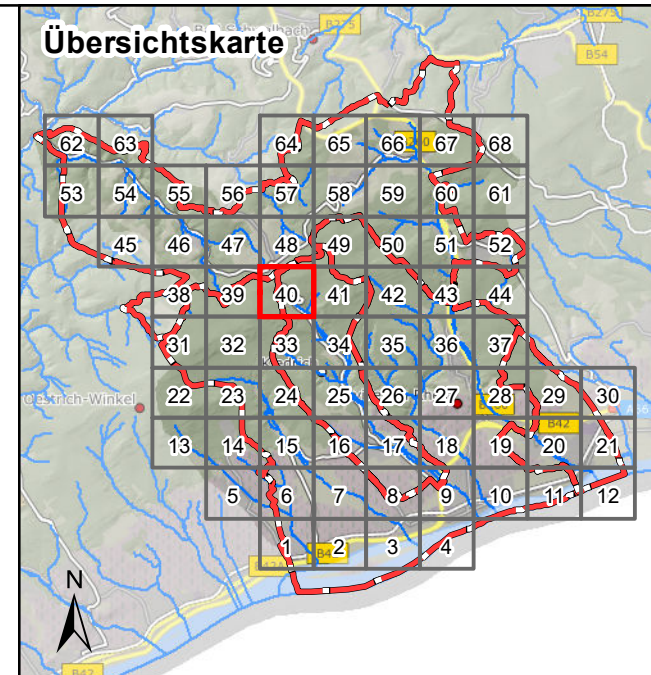 Übersichtskarte
B275
B54
62 63 64 65 66 67 68
53 54 55 56 57 58 59 60 61
45 46 47 48 49 50 51 52
38 39 40 41 42 43 44
31 32 33 34 35 36 37
Oestrich-Winkel
22 23 24 25 26 27 28 29 30
B42
13 14 15 16 17 18 19 20 21
5 6 7 8 9 10 11 12
1 2 3 4
N
B42